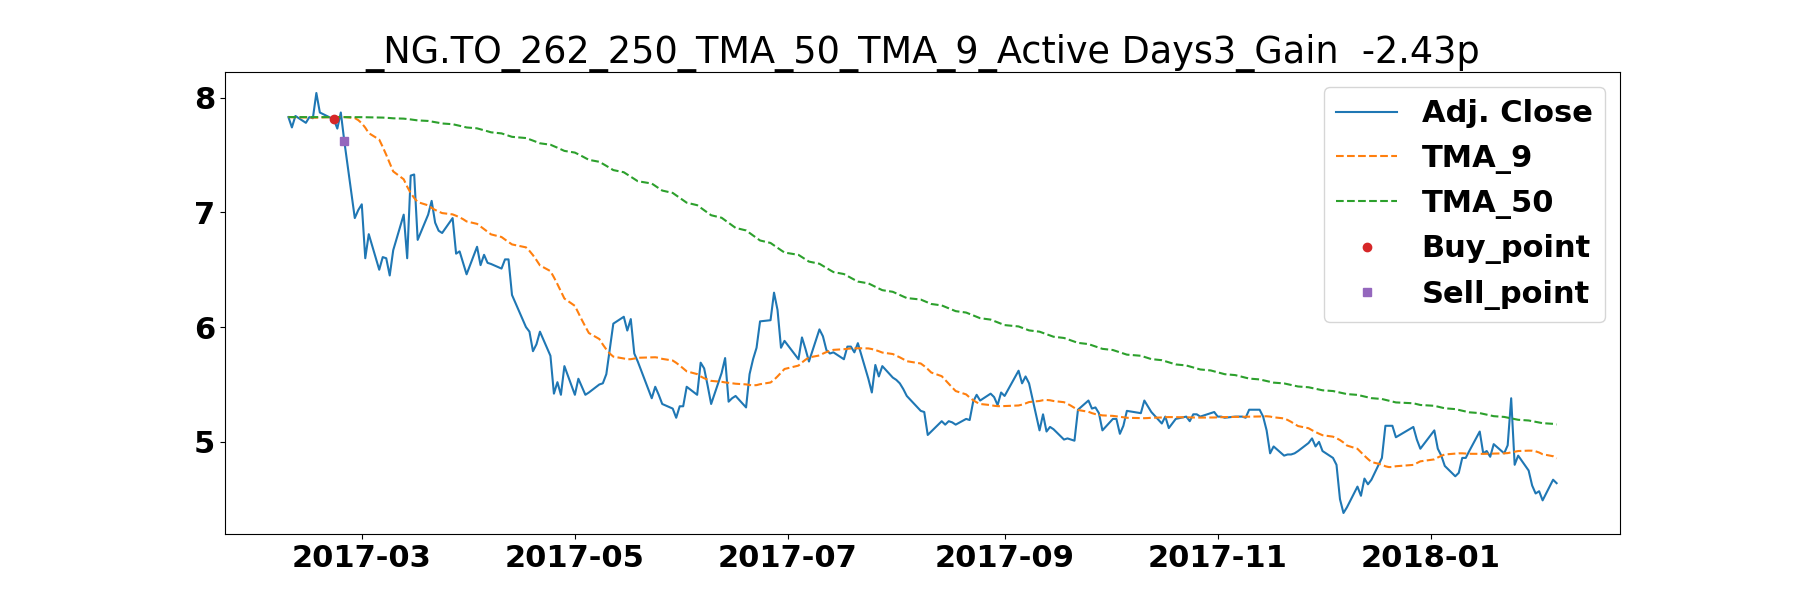 _NG.TO_262_250_TMA_50_TMA_9_Active Days3_Gain  -2.43p
8
7
6
5
Adj. Close
TMA_9
TMA_50
Buy_point
Sell_point
2017-03 2017-05 2017-07 2017-09 2017-11 2018-01